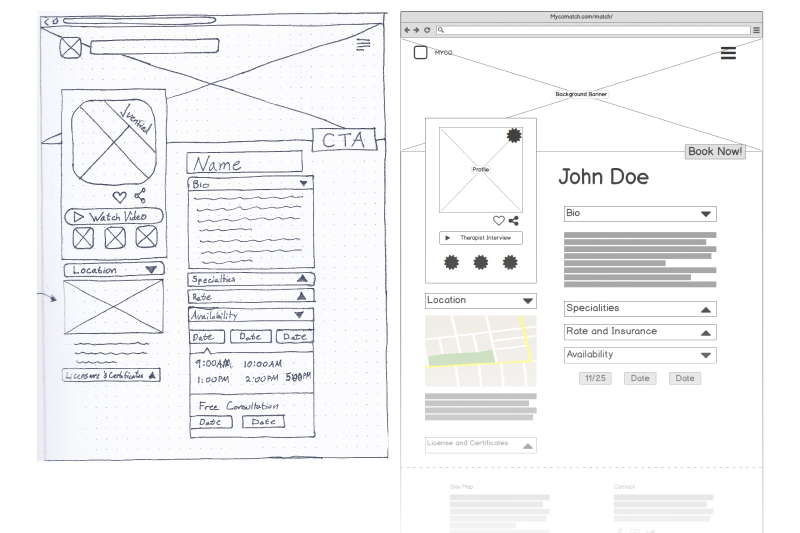 verified
CTA
Name
Bio
Watch Video
Location
Specialties
Rate
Availability
Date Date Date
9:00AM, 10:00AM
1:00PM 2:00PM 5:00PM
Licensure & Certificates
Free Consultation
Date Date
Mycomatch.com/match/
MYCO
Background Banner
Book Now!
Profile
John Doe
Bio
Therapist Interview
Location
Specialities
Rate and Insurance
Availability
11/25 Date Date
License and Certificates
Site Map
Contact